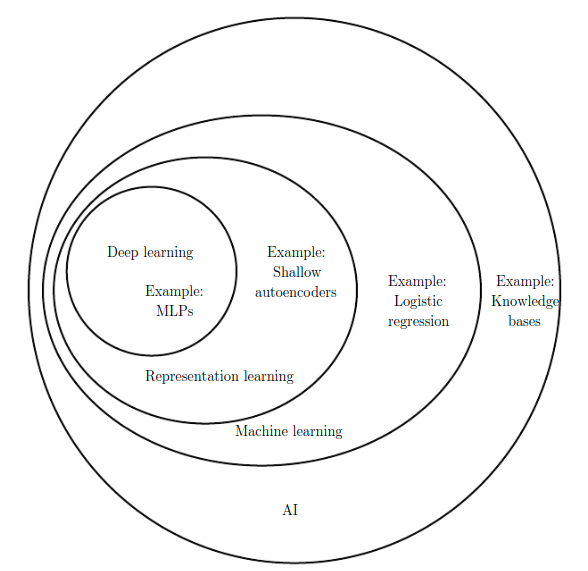 Deep learning
Example:
MLPs
Example:
Shallow
autoencoders
Example:
Logistic
regression
Example:
Knowledge
bases
Representation learning
Machine learning
AI